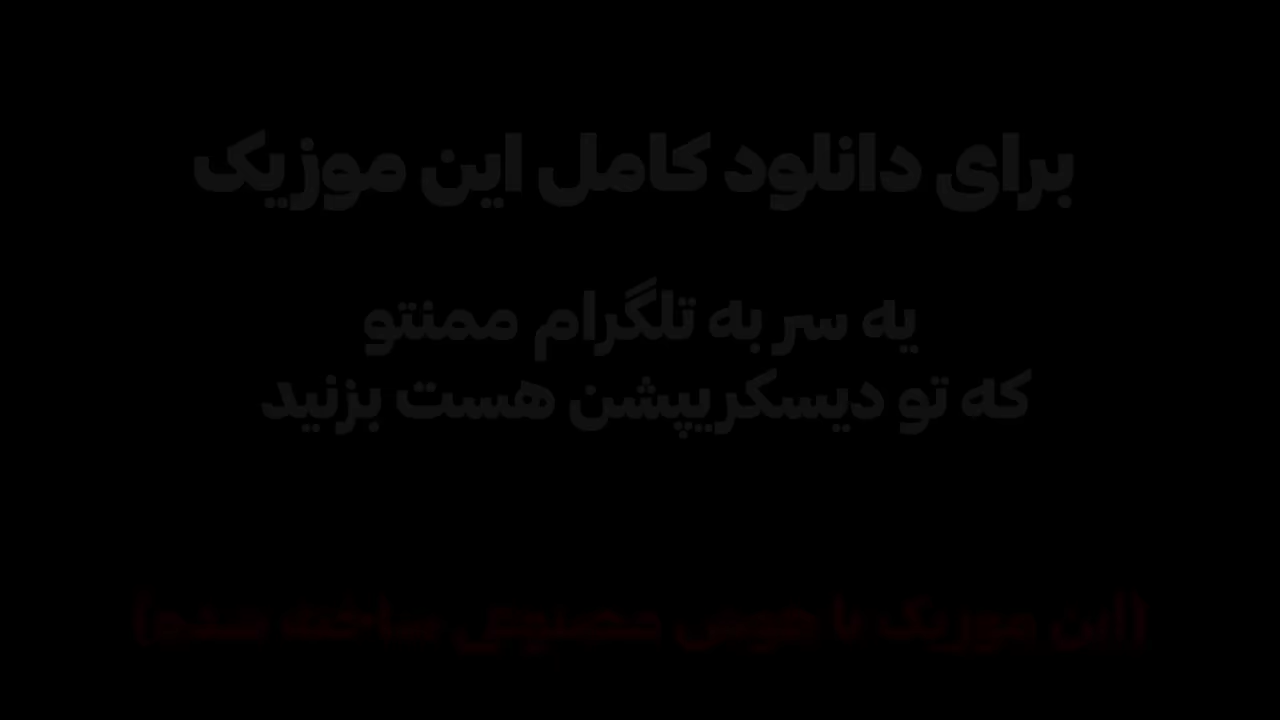 برای دانلود کامل این موزیک
یه سر به تلگرام ممنتو
که تو دیسکریپشن هست بزنید
(این موزیک با هوش مصنوعی ساخته شده)